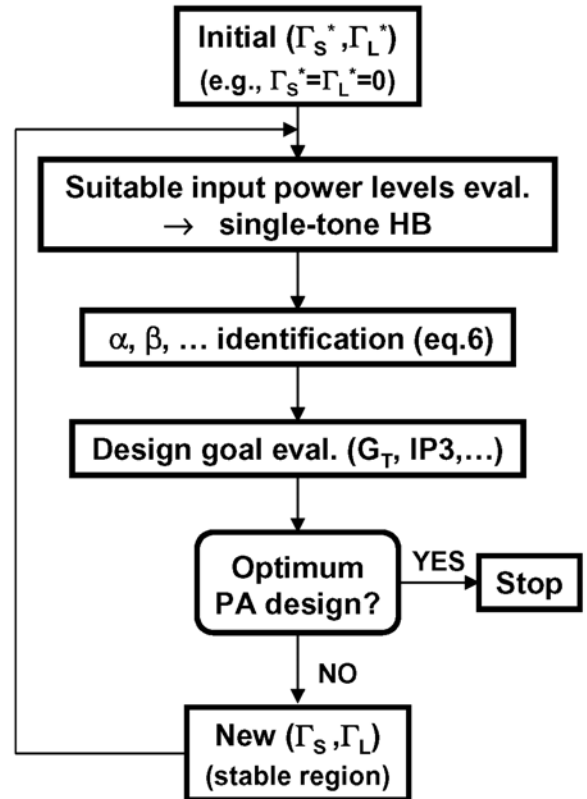 Initial (Γ_S^*,Γ_L^*)
(e.g., Γ_S^*=Γ_L^*=0)
Suitable input power levels eval.
→ single-tone HB
α, β, … identification (eq.6)
Design goal eval. (G_T, IP3,…)
Optimum
PA design?
YES
Stop
NO
New (Γ_S,Γ_L)
(stable region)